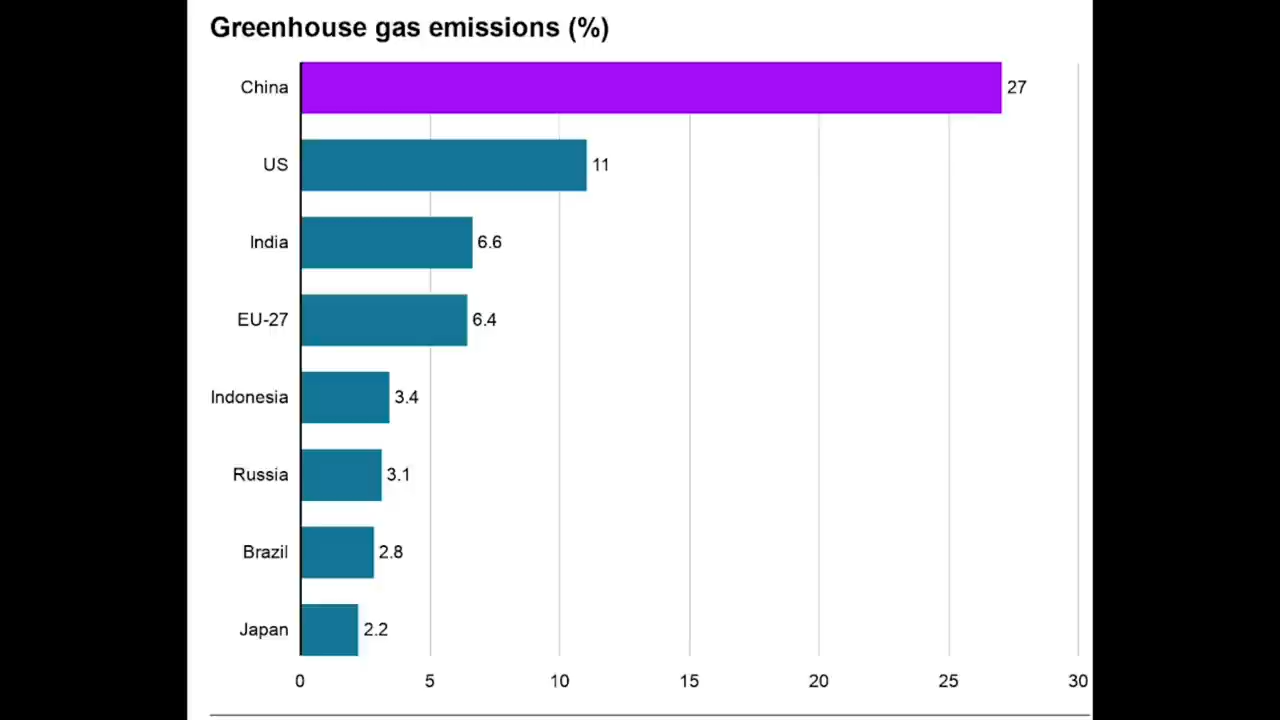 Greenhouse gas emissions (%)
China 27
US 11
India 6.6
EU-27 6.4
Indonesia 3.4
Russia 3.1
Brazil 2.8
Japan 2.2
0 5 10 15 20 25 30